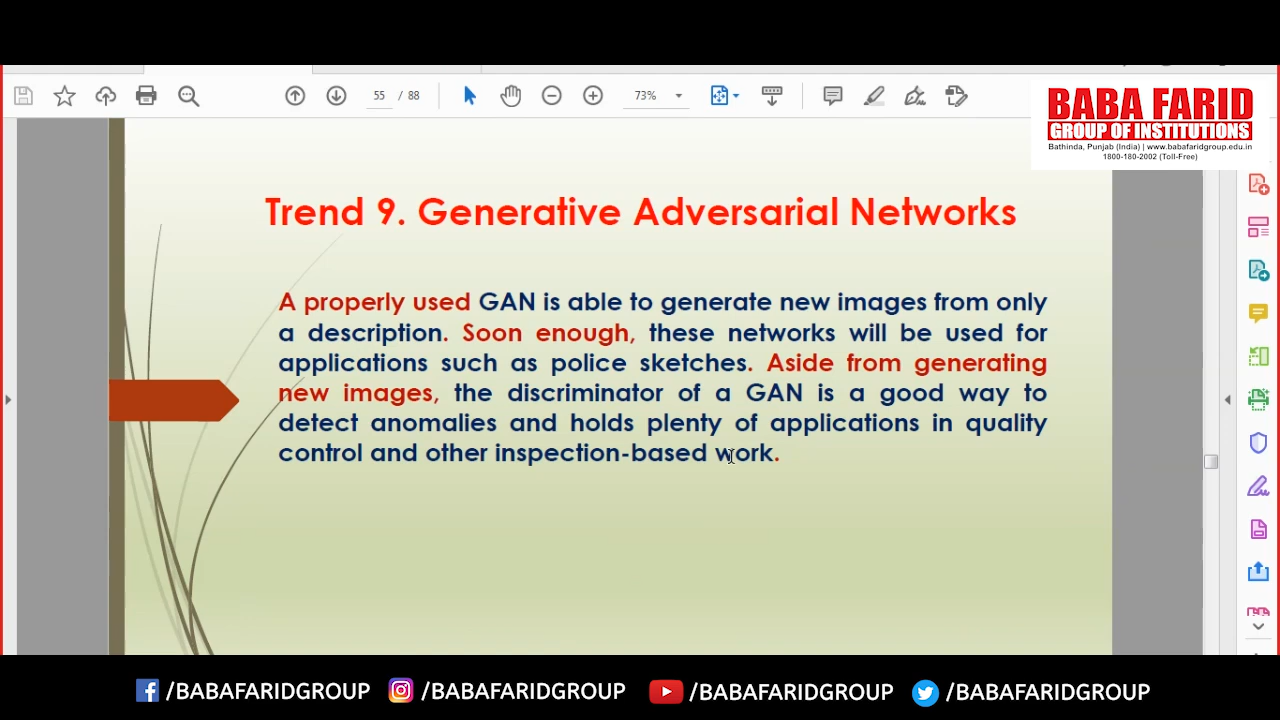 55 / 88
73%
BABA FARID
GROUP OF INSTITUTIONS
Bathinda, Punjab (India) | www.babafaridgroup.edu.in
1800-180-2002 (Toll-Free)
Trend 9. Generative Adversarial Networks
A properly used GAN is able to generate new images from only
a description. Soon enough, these networks will be used for
applications such as police sketches. Aside from generating
new images, the discriminator of a GAN is a good way to
detect anomalies and holds plenty of applications in quality
control and other inspection-based work.
/BABAFARIDGROUP /BABAFARIDGROUP /BABAFARIDGROUP /BABAFARIDGROUP